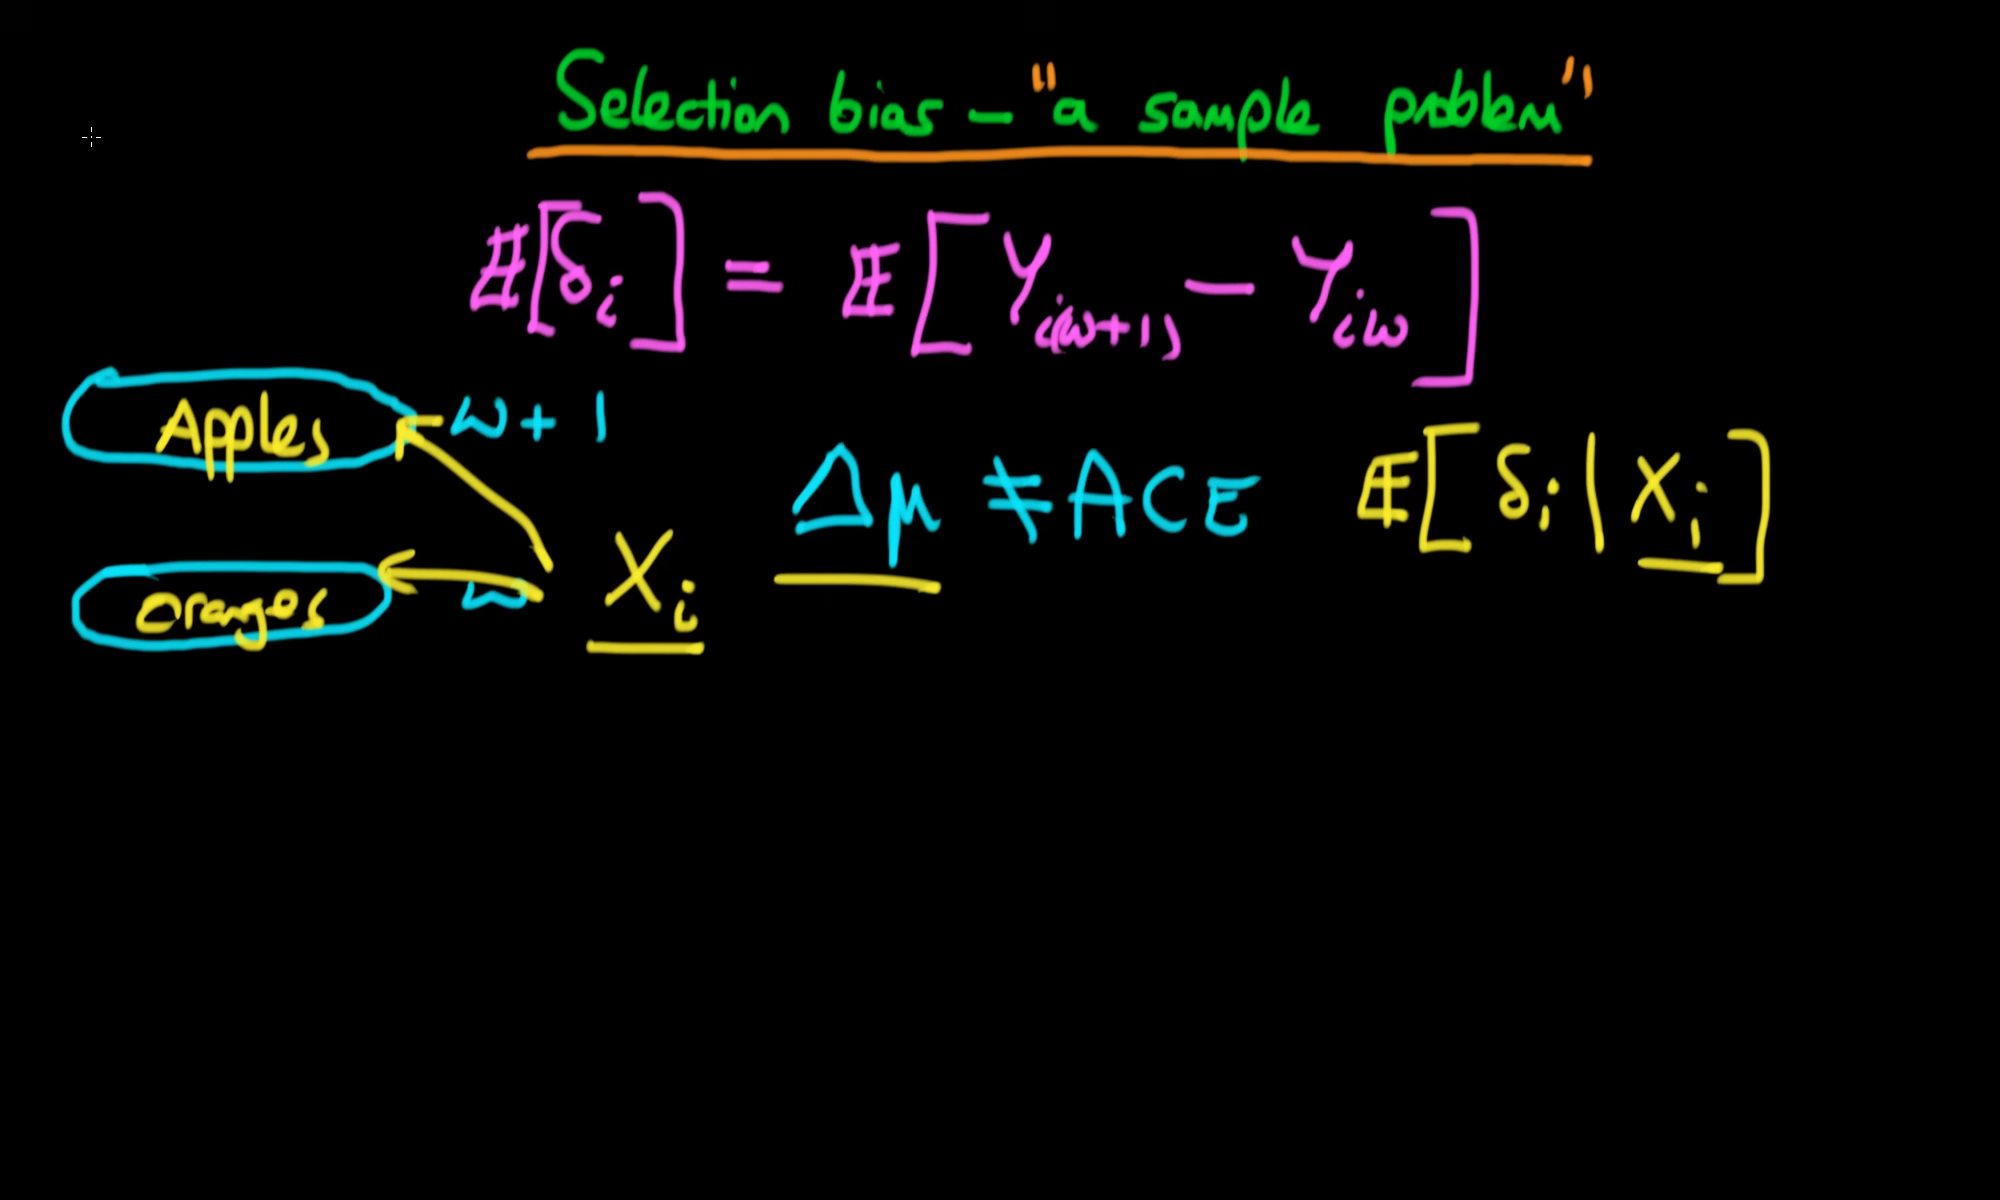 Selection bias - "a sample problem"
E[δi] = E[Yi(w+1) - Yiw]
Apples w+1
Δμ ≠ ACE E[δi | Xi]
Oranges w Xi